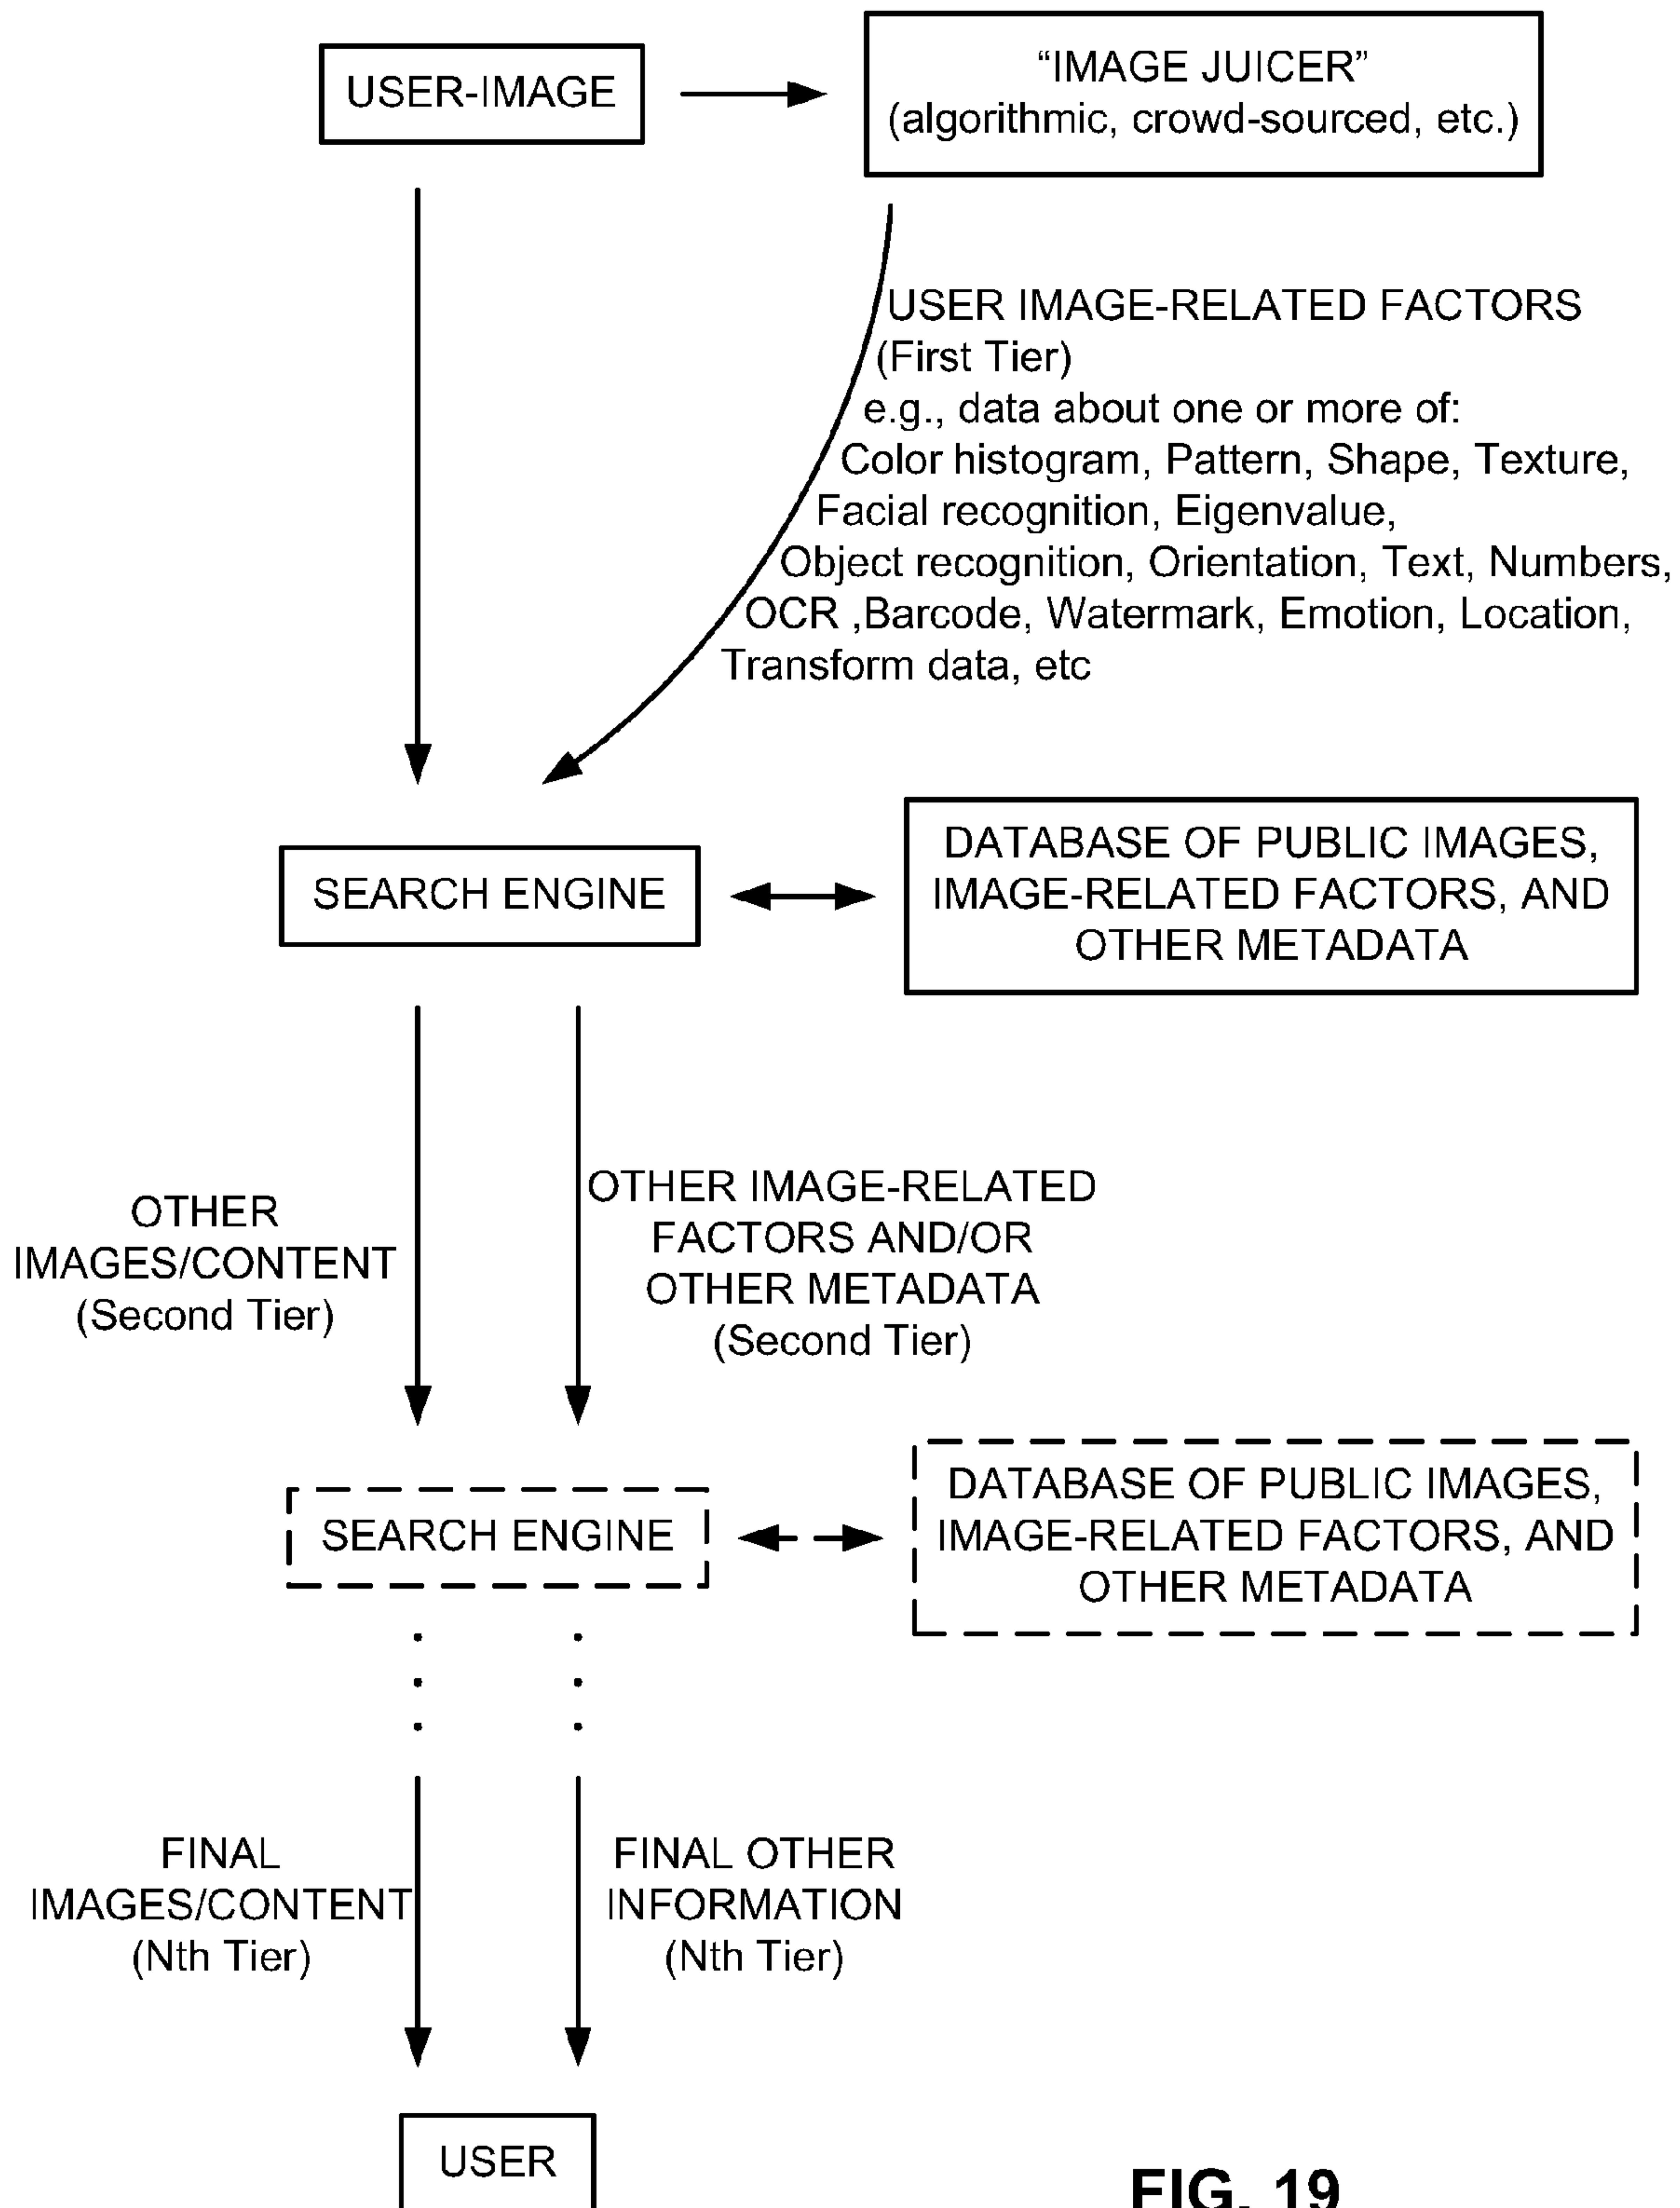 USER-IMAGE
“IMAGE JUICER”
(algorithmic, crowd-sourced, etc.)
USER IMAGE-RELATED FACTORS
(First Tier)
e.g., data about one or more of:
Color histogram, Pattern, Shape, Texture,
Facial recognition, Eigenvalue,
Object recognition, Orientation, Text, Numbers,
OCR ,Barcode, Watermark, Emotion, Location,
Transform data, etc
SEARCH ENGINE
DATABASE OF PUBLIC IMAGES,
IMAGE-RELATED FACTORS, AND
OTHER METADATA
OTHER
IMAGES/CONTENT
(Second Tier)
OTHER IMAGE-RELATED
FACTORS AND/OR
OTHER METADATA
(Second Tier)
SEARCH ENGINE
DATABASE OF PUBLIC IMAGES,
IMAGE-RELATED FACTORS, AND
OTHER METADATA
FINAL
IMAGES/CONTENT
(Nth Tier)
FINAL OTHER
INFORMATION
(Nth Tier)
USER
FIG. 19